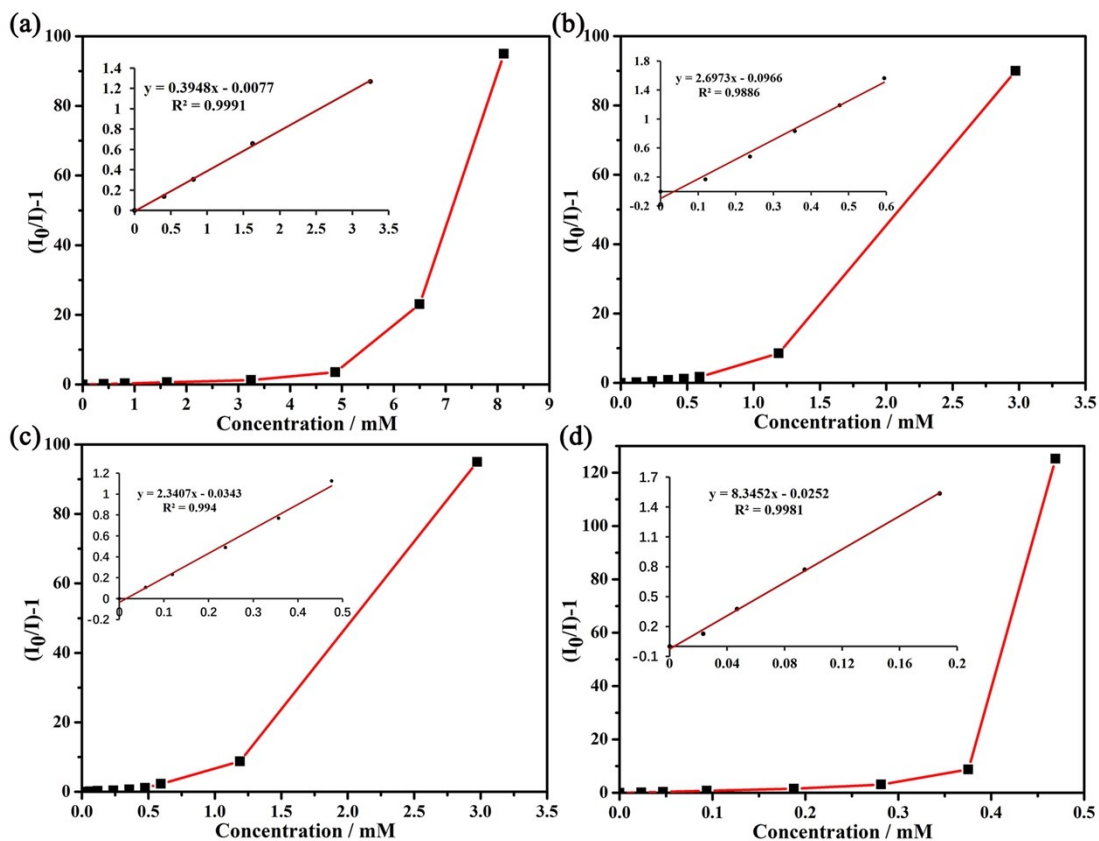 (a)
100
80
60
40
20
0
(I₀/I)-1
1.4
1.2
1
0.8
0.6
0.4
0.2
0
y = 0.3948x - 0.0077
R² = 0.9991
0 0.5 1 1.5 2 2.5 3 3.5
0 1 2 3 4 5 6 7 8 9
Concentration / mM
(b)
100
80
60
40
20
0
(I₀/I)-1
1.8
1.4
1
0.6
0.2
-0.2
y = 2.6973x - 0.0966
R² = 0.9886
0 0.1 0.2 0.3 0.4 0.5 0.6
0.0 0.5 1.0 1.5 2.0 2.5 3.0 3.5
Concentration / mM
(c)
100
80
60
40
20
0
(I₀/I)-1
1.2
1
0.8
0.6
0.4
0.2
0
-0.2
y = 2.3407x - 0.0343
R² = 0.994
0 0.1 0.2 0.3 0.4 0.5
0.0 0.5 1.0 1.5 2.0 2.5 3.0 3.5
Concentration / mM
(d)
120
100
80
60
40
20
0
(I₀/I)-1
1.7
1.4
1.1
0.8
0.5
0.2
-0.1
y = 8.3452x - 0.0252
R² = 0.9981
0 0.04 0.08 0.12 0.16 0.2
0.0 0.1 0.2 0.3 0.4 0.5
Concentration / mM